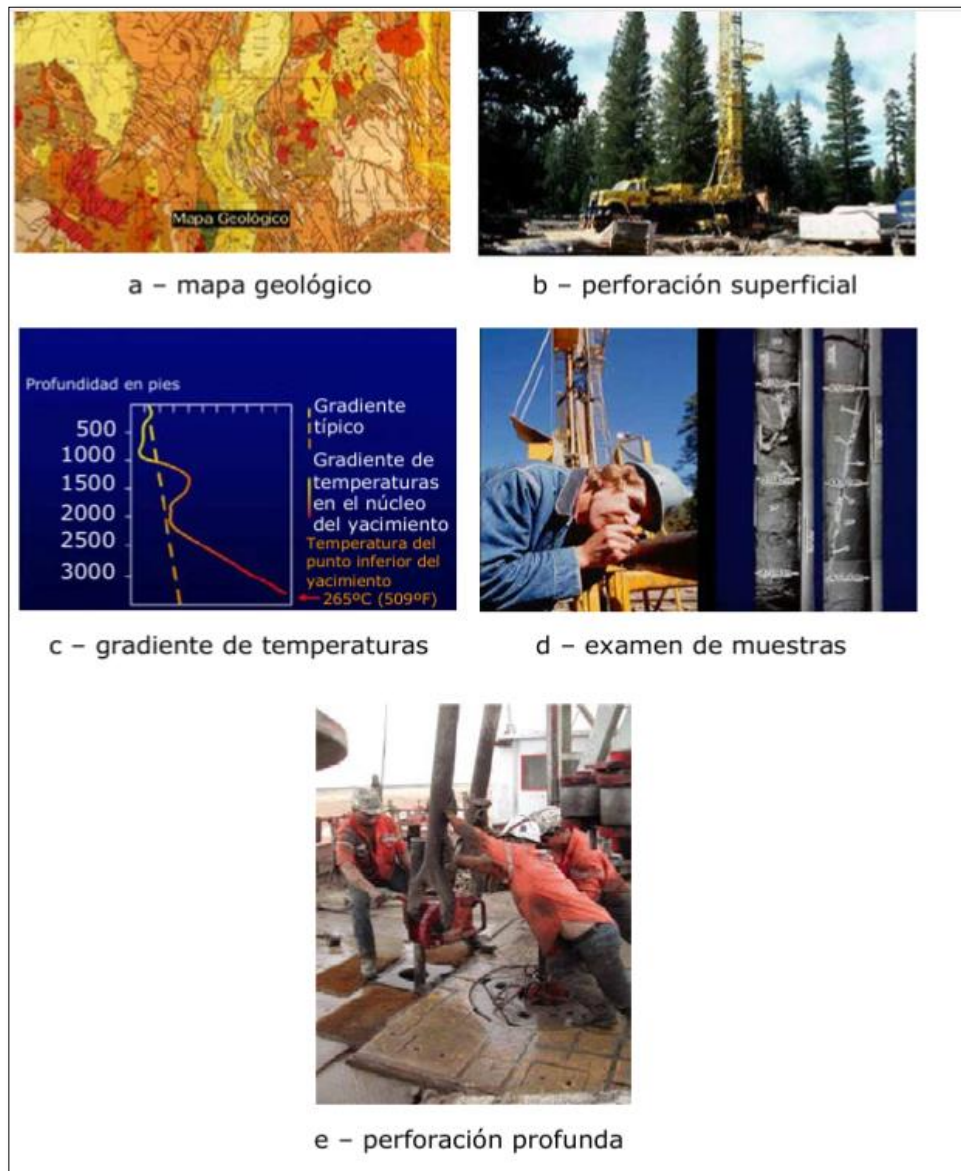 Mapa Geológico
a – mapa geológico
b – perforación superficial
Profundidad en pies
500
1000
1500
2000
2500
3000
Gradiente
típico
Gradiente de
temperaturas
en el núcleo
del yacimiento
Temperatura del
punto inferior del
yacimiento
265ºC (509ºF)
c – gradiente de temperaturas
d – examen de muestras
e – perforación profunda